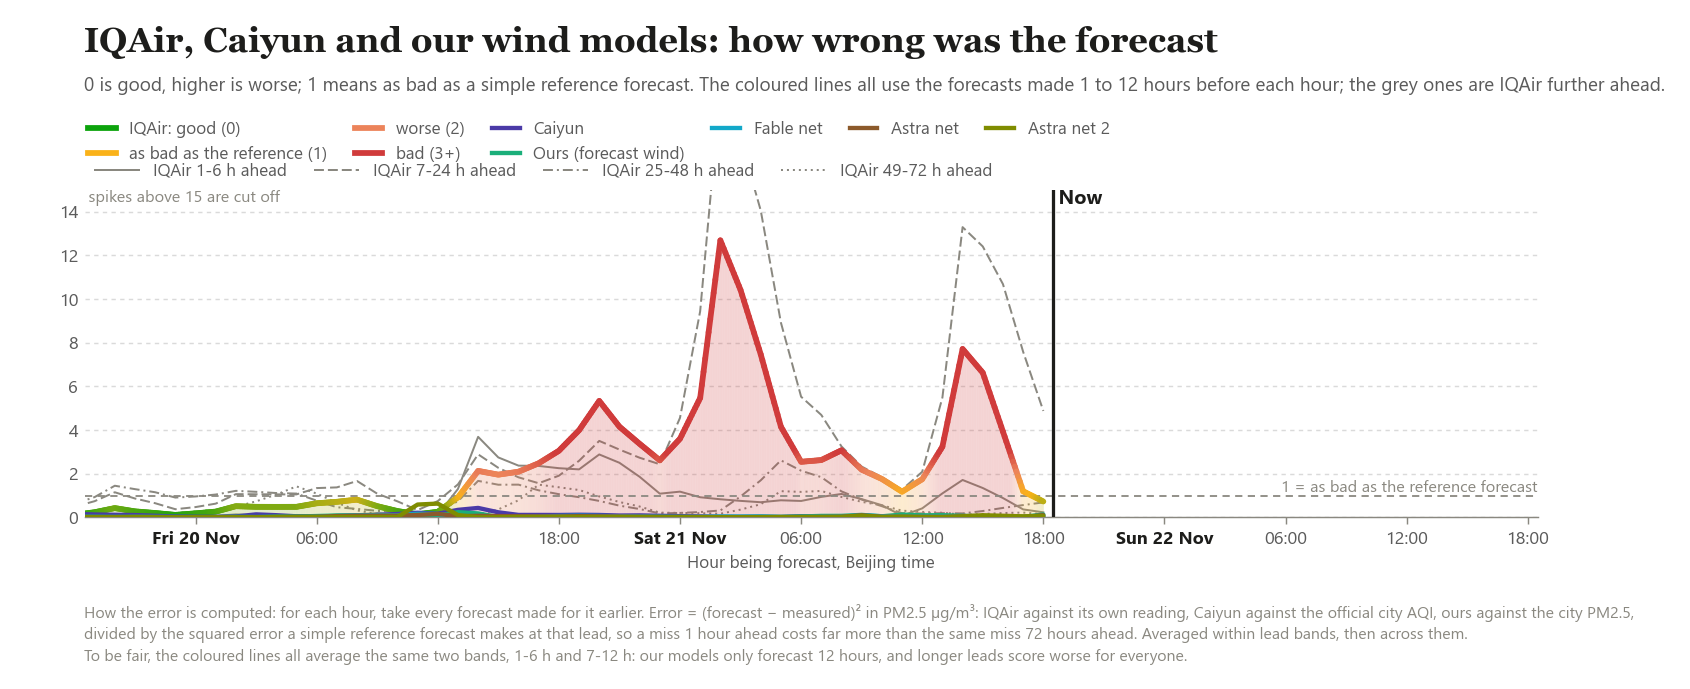 IQAir, Caiyun and our wind models: how wrong was the forecast
0 is good, higher is worse; 1 means as bad as a simple reference forecast. The coloured lines all use the forecasts made 1 to 12 hours before each hour; the grey ones are IQAir further ahead.
IQAir: good (0) worse (2) Caiyun Fable net Astra net Astra net 2
as bad as the reference (1) bad (3+) Ours (forecast wind)
IQAir 1-6 h ahead IQAir 7-24 h ahead IQAir 25-48 h ahead IQAir 49-72 h ahead
spikes above 15 are cut off
Now
14
12
10
8
6
4
2
1 = as bad as the reference forecast
0
Fri 20 Nov 06:00 12:00 18:00 Sat 21 Nov 06:00 12:00 18:00 Sun 22 Nov 06:00 12:00 18:00
Hour being forecast, Beijing time
How the error is computed: for each hour, take every forecast made for it earlier. Error = (forecast − measured)² in PM2.5 µg/m³: IQAir against its own reading, Caiyun against the official city AQI, ours against the city PM2.5,
divided by the squared error a simple reference forecast makes at that lead, so a miss 1 hour ahead costs far more than the same miss 72 hours ahead. Averaged within lead bands, then across them.
To be fair, the coloured lines all average the same two bands, 1-6 h and 7-12 h: our models only forecast 12 hours, and longer leads score worse for everyone.